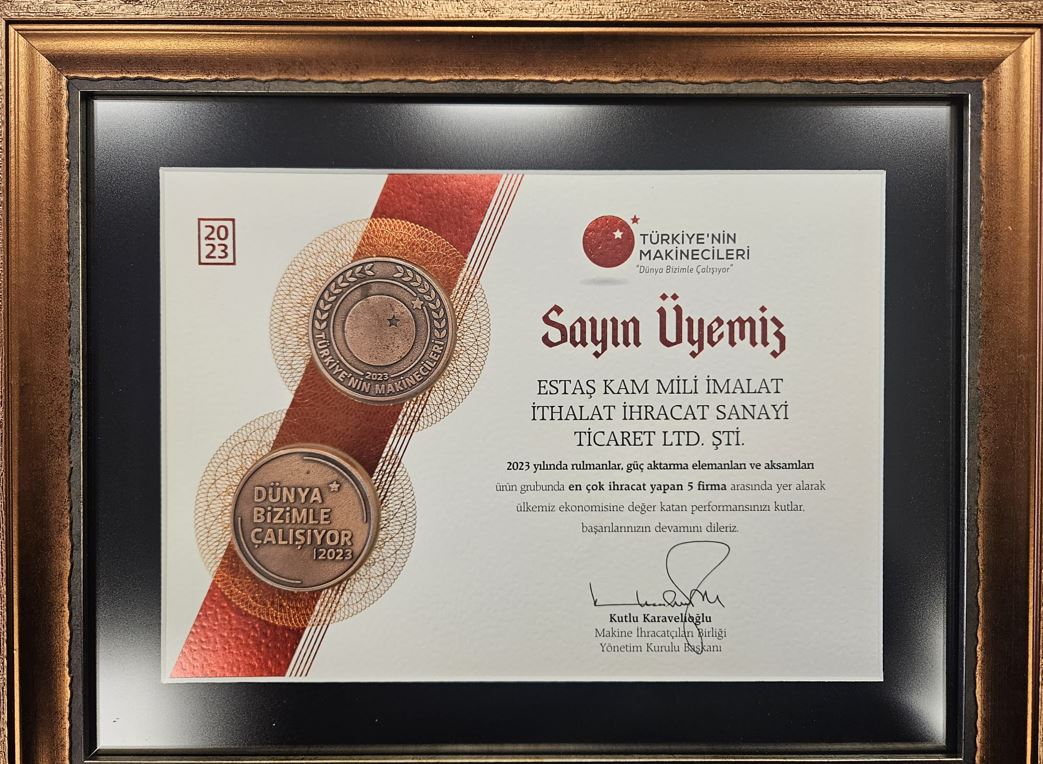 20
23
TÜRKİYE'NİN MAKİNECİLERİ
2023
DÜNYA
BİZİMLE
ÇALIŞIYOR
2023
TÜRKİYE'NİN
MAKİNECİLERİ
"Dünya Bizimle Çalışıyor"
Sayın Üyemiz
ESTAŞ KAM MİLİ İMALAT
İTHALAT İHRACAT SANAYİ
TİCARET LTD. ŞTİ.
2023 yılında rulmanlar, güç aktarma elemanları ve aksamları
ürün grubunda en çok ihracat yapan 5 firma arasında yer alarak
ülkemiz ekonomisine değer katan performansınızı kutlar,
başarılarınızın devamını dileriz.
Kutlu Karavelioğlu
Makine İhracatçıları Birliği
Yönetim Kurulu Başkanı